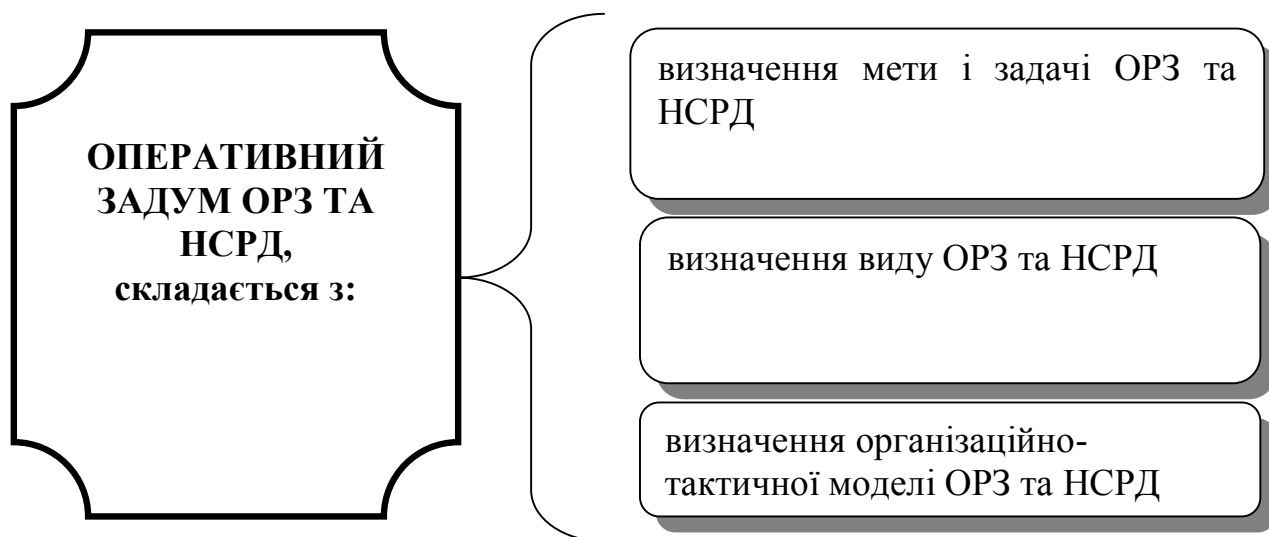 ОПЕРАТИВНИЙ
ЗАДУМ ОРЗ ТА
НСРД,
складається з:
визначення мети і задачі ОРЗ та
НСРД
визначення виду ОРЗ та НСРД
визначення організаційно-
тактичної моделі ОРЗ та НСРД